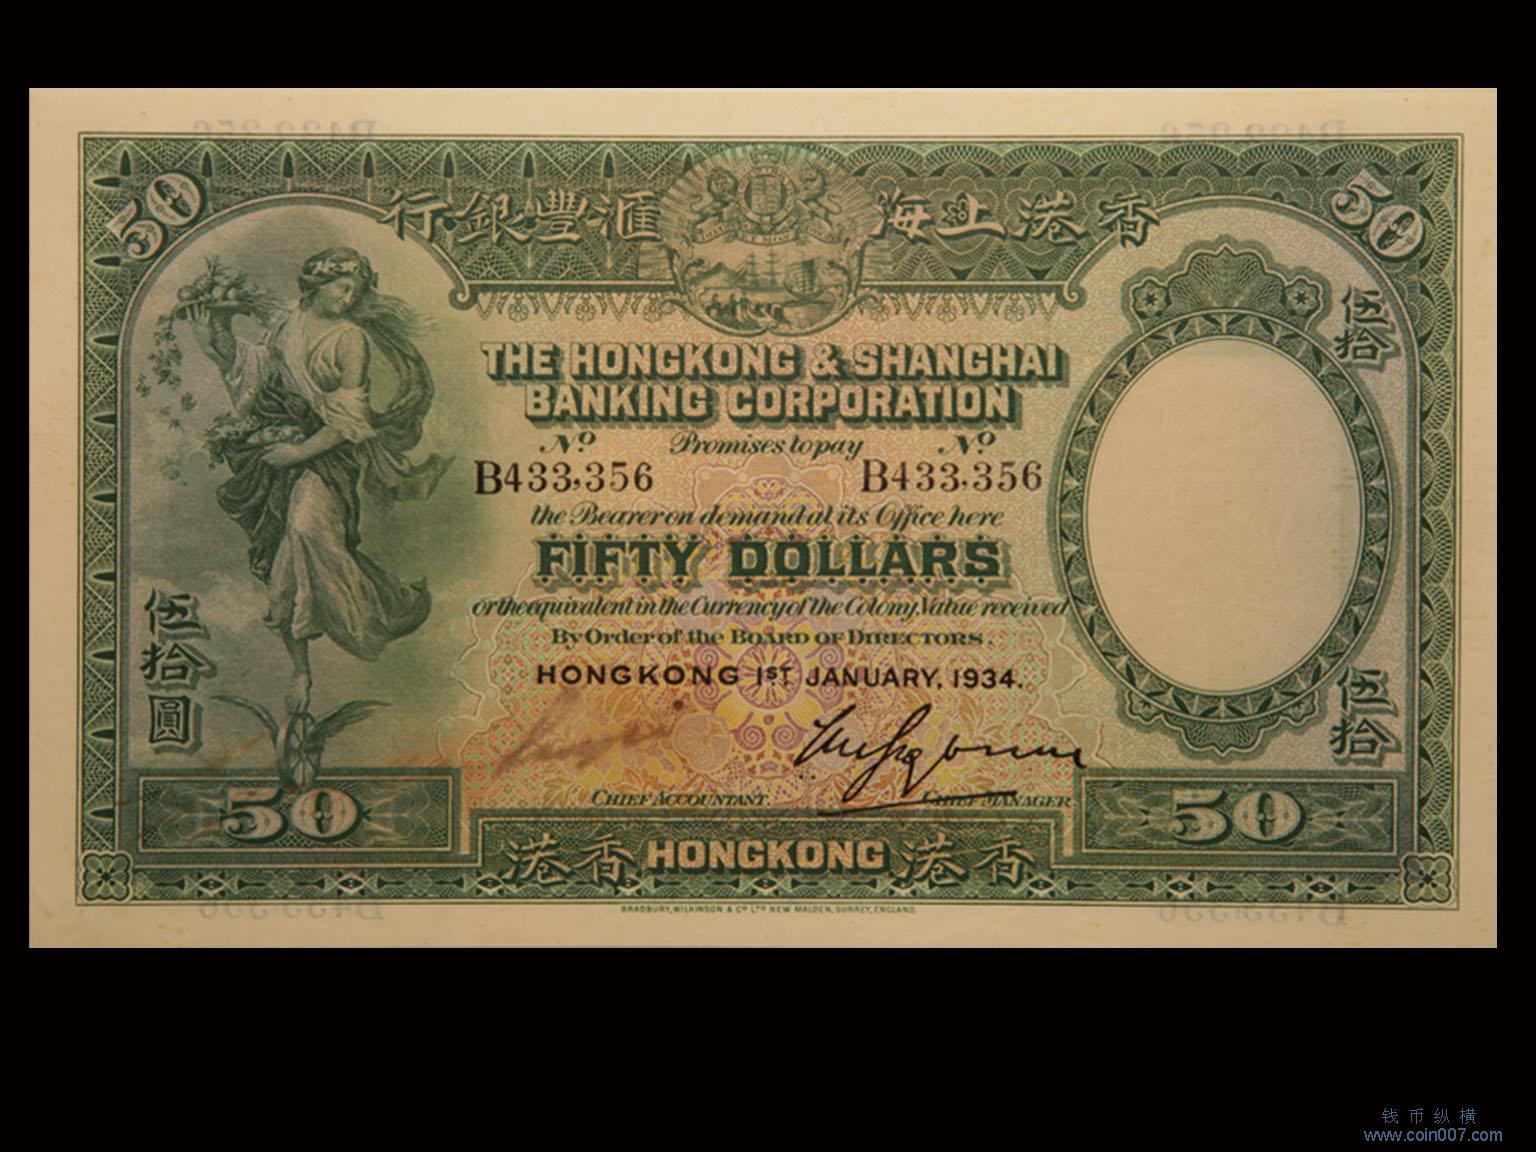 50
行銀豐滙 海上港香
50
伍拾
THE HONGKONG & SHANGHAI
BANKING CORPORATION
Nº Promises to pay Nº
B433,356 B433,356
the Bearer on demand at its Office here
FIFTY DOLLARS
or the equivalent in the Currency of the Colony, Value received
By Order of the BOARD OF DIRECTORS.
HONGKONG 1ST JANUARY, 1934.
伍拾圓
伍拾
CHIEF ACCOUNTANT. CHIEF MANAGER
50 50
港香 HONGKONG 港香
BRADBURY, WILKINSON & Cº LTD NEW MALDEN, SURREY, ENGLAND.
钱币纵横
www.coin007.com